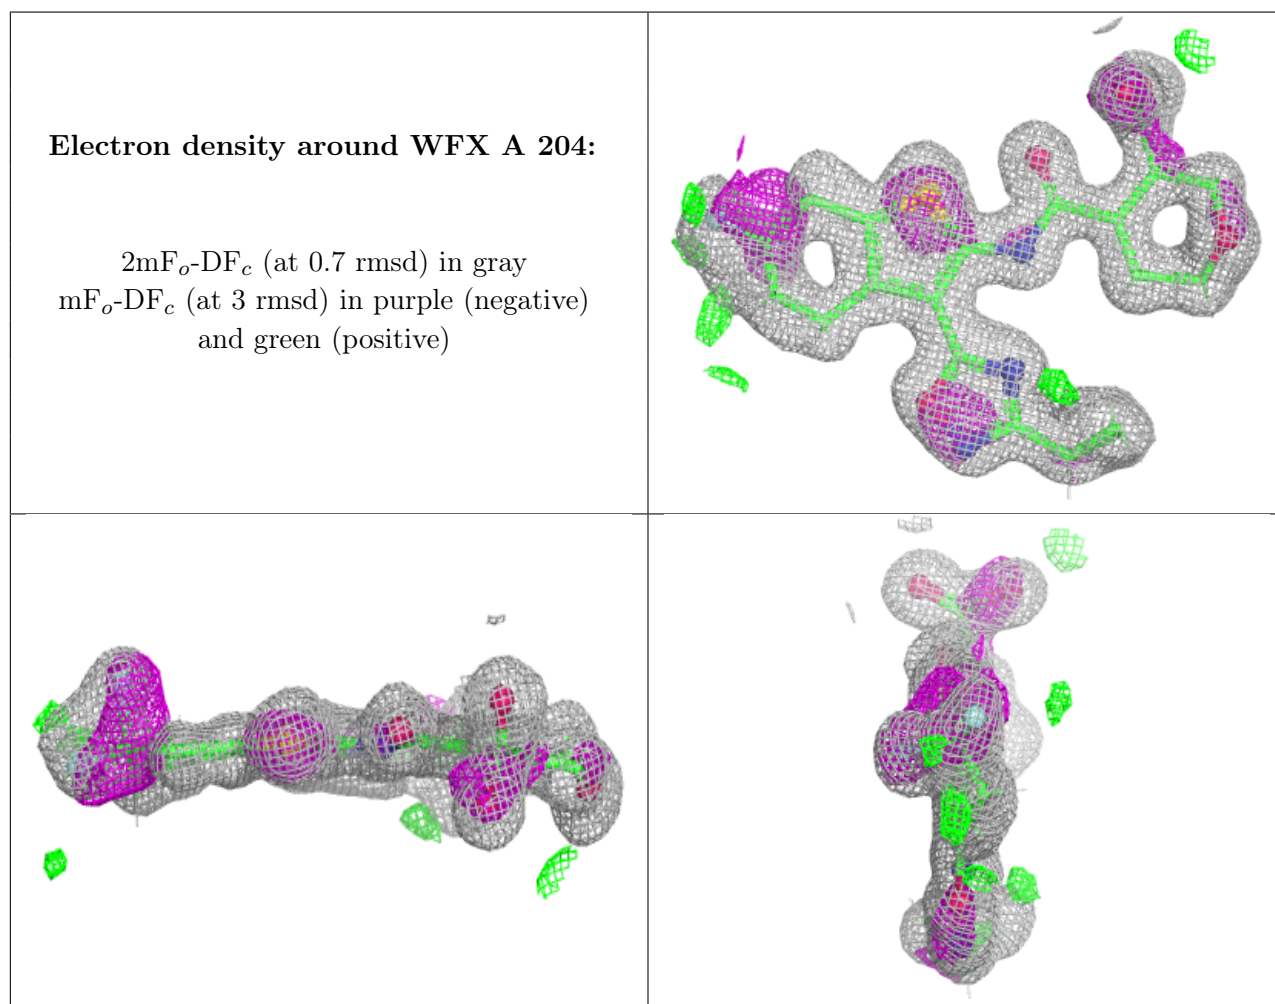 Electron density around WFX A 204:
2mFo-DFc (at 0.7 rmsd) in gray
mFo-DFc (at 3 rmsd) in purple (negative)
and green (positive)